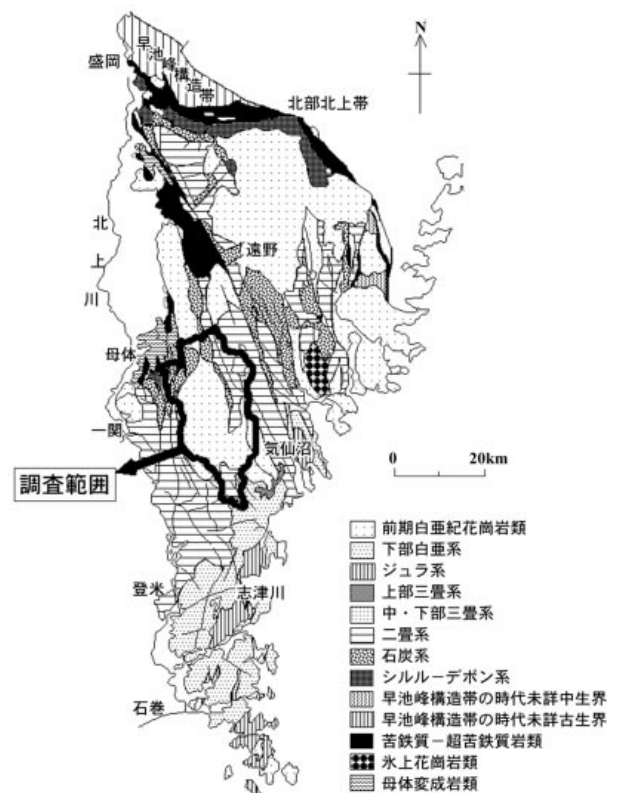 N
盛岡
早池峰構造帯
北部北上帯
北上川
遠野
母体
一関
気仙沼
0 20km
調査範囲
登米
志津川
石巻
前期白亜紀花崗岩類
下部白亜系
ジュラ系
上部三畳系
中・下部三畳系
二畳系
石炭系
シルル－デボン系
早池峰構造帯の時代未詳中生界
早池峰構造帯の時代未詳古生界
苦鉄質－超苦鉄質岩類
氷上花崗岩類
母体変成岩類